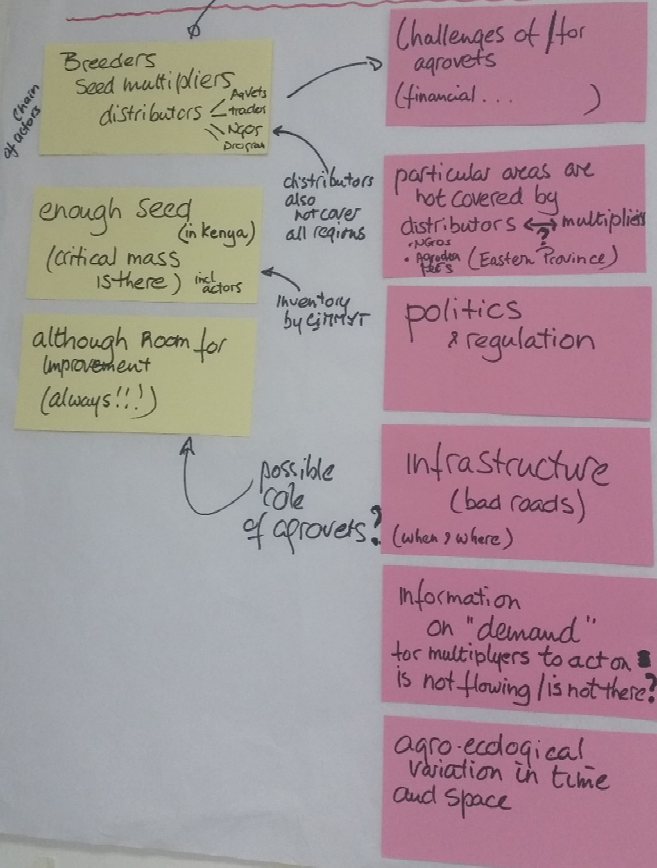 Chain
of actors
Breeders
Seed multipliers
distributors
Agvets
trados
NGOs
program
enough seed
(in Kenya)
(critical mass
is there)
incl
actors
although Room for
Improvement
(always!!!)
distributors
also
not cover
all regions
inventory
by CiMMYT
possible
role
of agrovets?
Challenges of / for
agrovets
(financial... )
particular areas are
not covered by
distributors ↔ multipliers
?
• NGROS
(Eastern Province)
politics
& regulation
Infrastructure
(bad roads)
(when & where)
Information
on "demand"
for multiplyers to act on
is not flowing / is not there?
agro-ecological
variation in time
and space